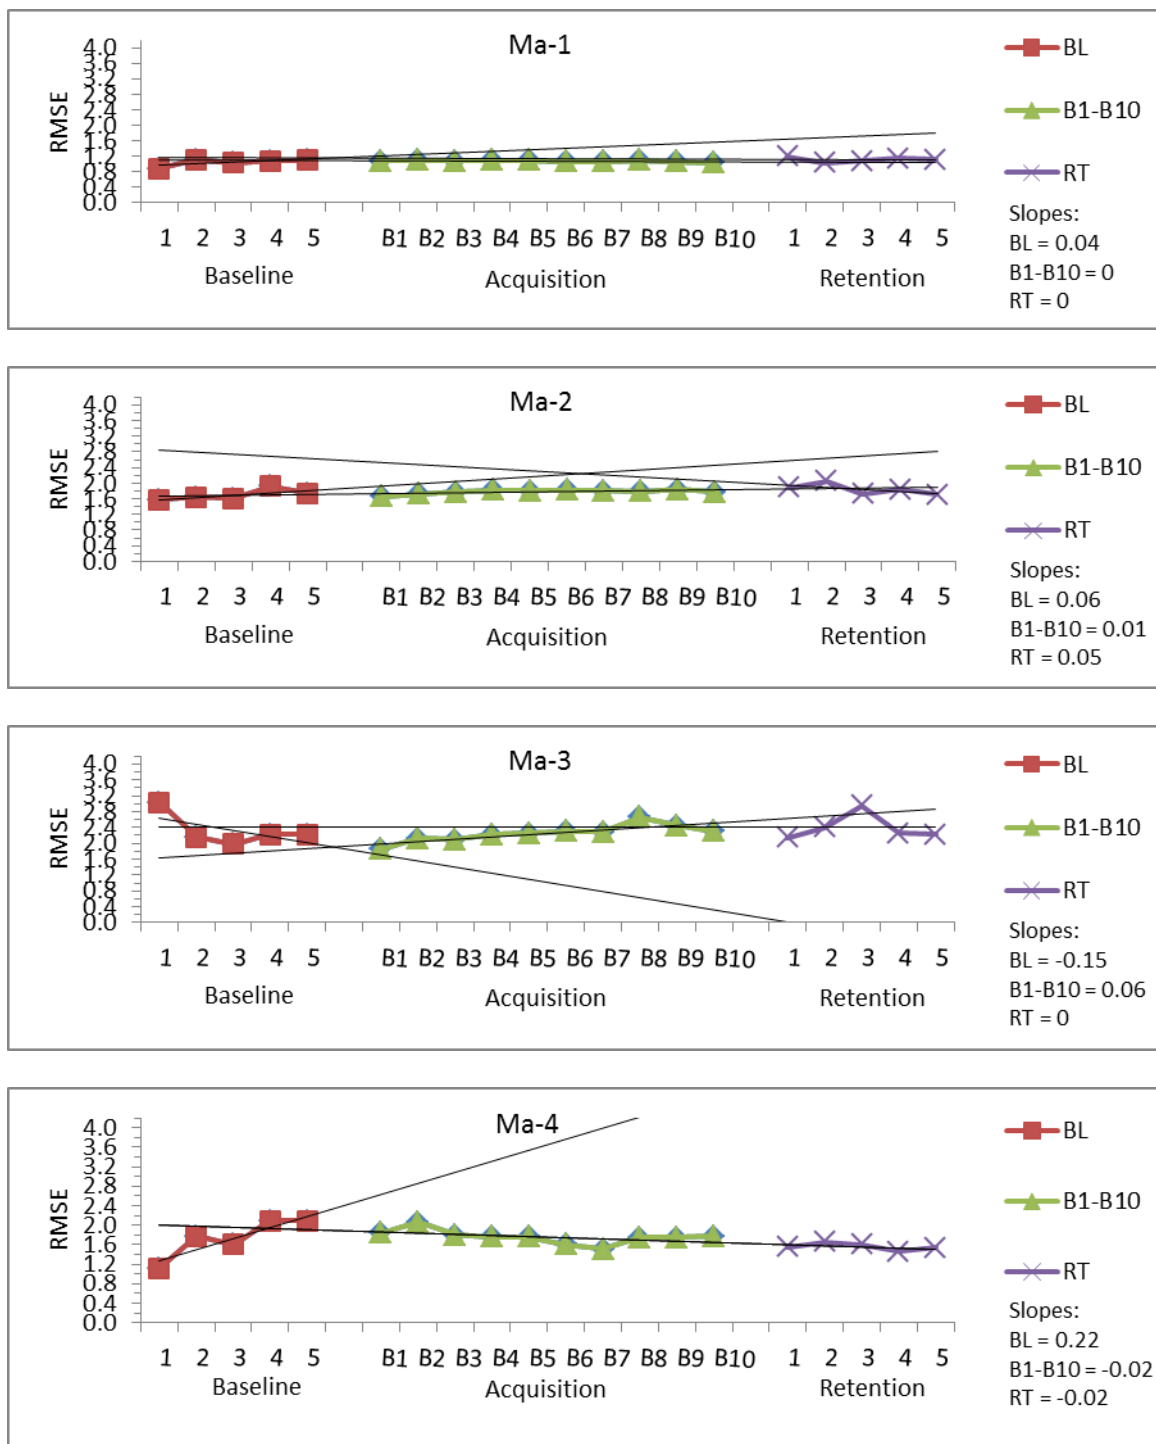 Ma-1
4.0
3.6
3.2
2.8
2.4
2.0
1.6
1.2
0.8
0.4
0.0
RMSE
1 2 3 4 5 B1 B2 B3 B4 B5 B6 B7 B8 B9 B10 1 2 3 4 5
Baseline Acquisition Retention
BL
B1-B10
RT
Slopes:
BL = 0.04
B1-B10 = 0
RT = 0
Ma-2
4.0
3.6
3.2
2.8
2.4
2.0
1.6
1.2
0.8
0.4
0.0
RMSE
1 2 3 4 5 B1 B2 B3 B4 B5 B6 B7 B8 B9 B10 1 2 3 4 5
Baseline Acquisition Retention
BL
B1-B10
RT
Slopes:
BL = 0.06
B1-B10 = 0.01
RT = 0.05
Ma-3
4.0
3.6
3.2
2.8
2.4
2.0
1.6
1.2
0.8
0.4
0.0
RMSE
1 2 3 4 5 B1 B2 B3 B4 B5 B6 B7 B8 B9 B10 1 2 3 4 5
Baseline Acquisition Retention
BL
B1-B10
RT
Slopes:
BL = -0.15
B1-B10 = 0.06
RT = 0
Ma-4
4.0
3.6
3.2
2.8
2.4
2.0
1.6
1.2
0.8
0.4
0.0
RMSE
1 2 3 4 5 B1 B2 B3 B4 B5 B6 B7 B8 B9 B10 1 2 3 4 5
Baseline Acquisition Retention
BL
B1-B10
RT
Slopes:
BL = 0.22
B1-B10 = -0.02
RT = -0.02